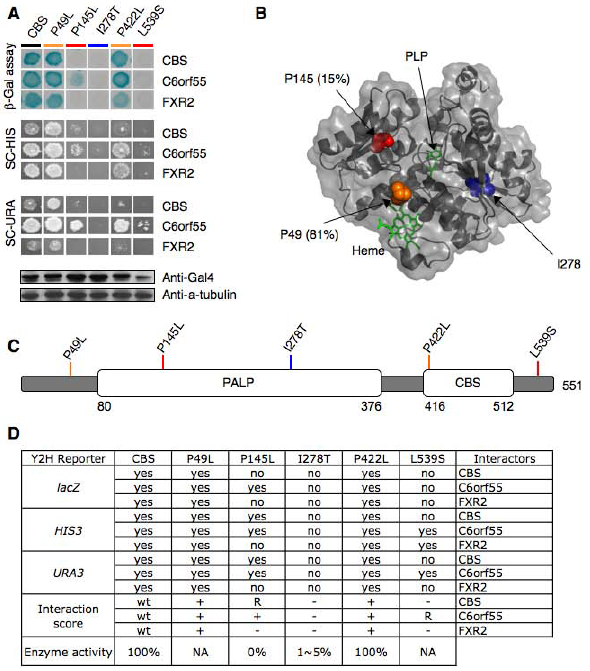 A
CBS P49L P145L I278T P422L L539S
β-Gal assay
CBS
C6orf55
FXR2
SC-HIS
CBS
C6orf55
FXR2
SC-URA
CBS
C6orf55
FXR2
Anti-Gal4
Anti-α-tubulin
B
PLP
P145 (15%)
P49 (81%)
Heme
I278
C
P49L P145L I278T P422L L539S
PALP CBS 551
80 376 416 512
D
Y2H Reporter CBS P49L P145L I278T P422L L539S Interactors
lacZ
yes yes no no yes no CBS
yes yes yes no yes no C6orf55
yes yes no no yes no FXR2
HIS3
yes yes yes no yes no CBS
yes yes yes no yes yes C6orf55
yes yes no no yes yes FXR2
URA3
yes yes yes no yes no CBS
yes yes yes no yes yes C6orf55
yes yes no no yes no FXR2
Interaction score
wt + R - + - CBS
wt + + - + R C6orf55
wt + - - + - FXR2
Enzyme activity 100% NA 0% 1~5% 100% NA